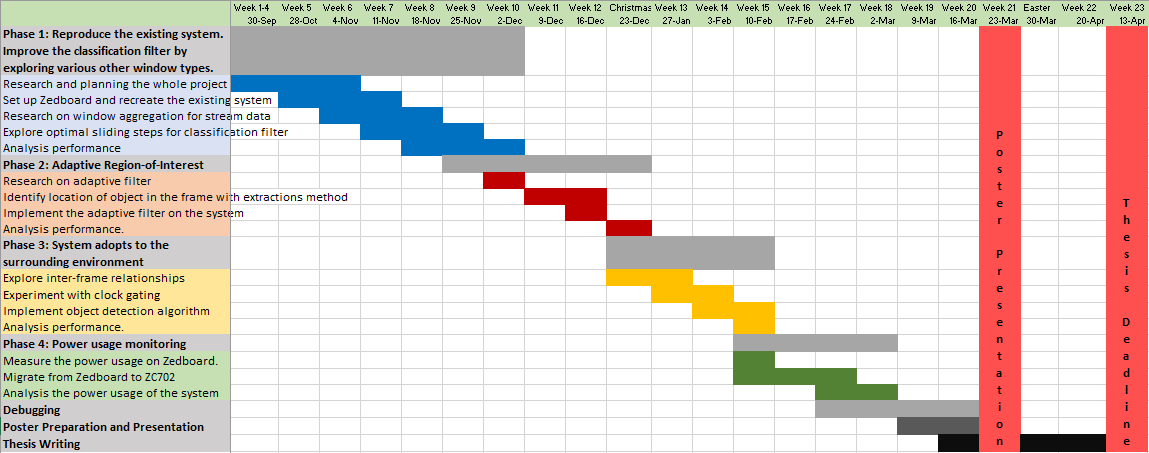 Week 1-4 Week 5 Week 6 Week 7 Week 8 Week 9 Week 10 Week 11 Week 12 Christmas Week 13 Week 14 Week 15 Week 16 Week 17 Week 18 Week 20 Week 21 Easter Week 22 Week 23
30-Sep 28-Oct 4-Nov 11-Nov 18-Nov 25-Nov 2-Dec 9-Dec 16-Dec 23-Dec 27-Jan 3-Feb 10-Feb 17-Feb 24-Feb 2-Mar 9-Mar 16-Mar 23-Mar 30-Mar 20-Apr 13-Apr
Phase 1: Reproduce the existing system.
Improve the classification filter by
exploring various other window types.
Research and planning the whole project
Set up Zedboard and recreate the existing system
Research on window aggregation for stream data
Explore optimal sliding steps for classification filter
Analysis performance
Phase 2: Adaptive Region-of-Interest
Research on adaptive filter
Identify location of object in the frame with extractions method
Implement the adaptive filter on the system
Analysis performance.
Phase 3: System adopts to the
surrounding environment
Explore inter-frame relationships
Experiment with clock gating
Implement object detection algorithm
Analysis performance.
Phase 4: Power usage monitoring
Measure the power usage on Zedboard.
Migrate from Zedboard to ZC702
Analysis the power usage of the system
Debugging
Poster Preparation and Presentation
Thesis Writing
Poster Presentation
Thesis Deadline